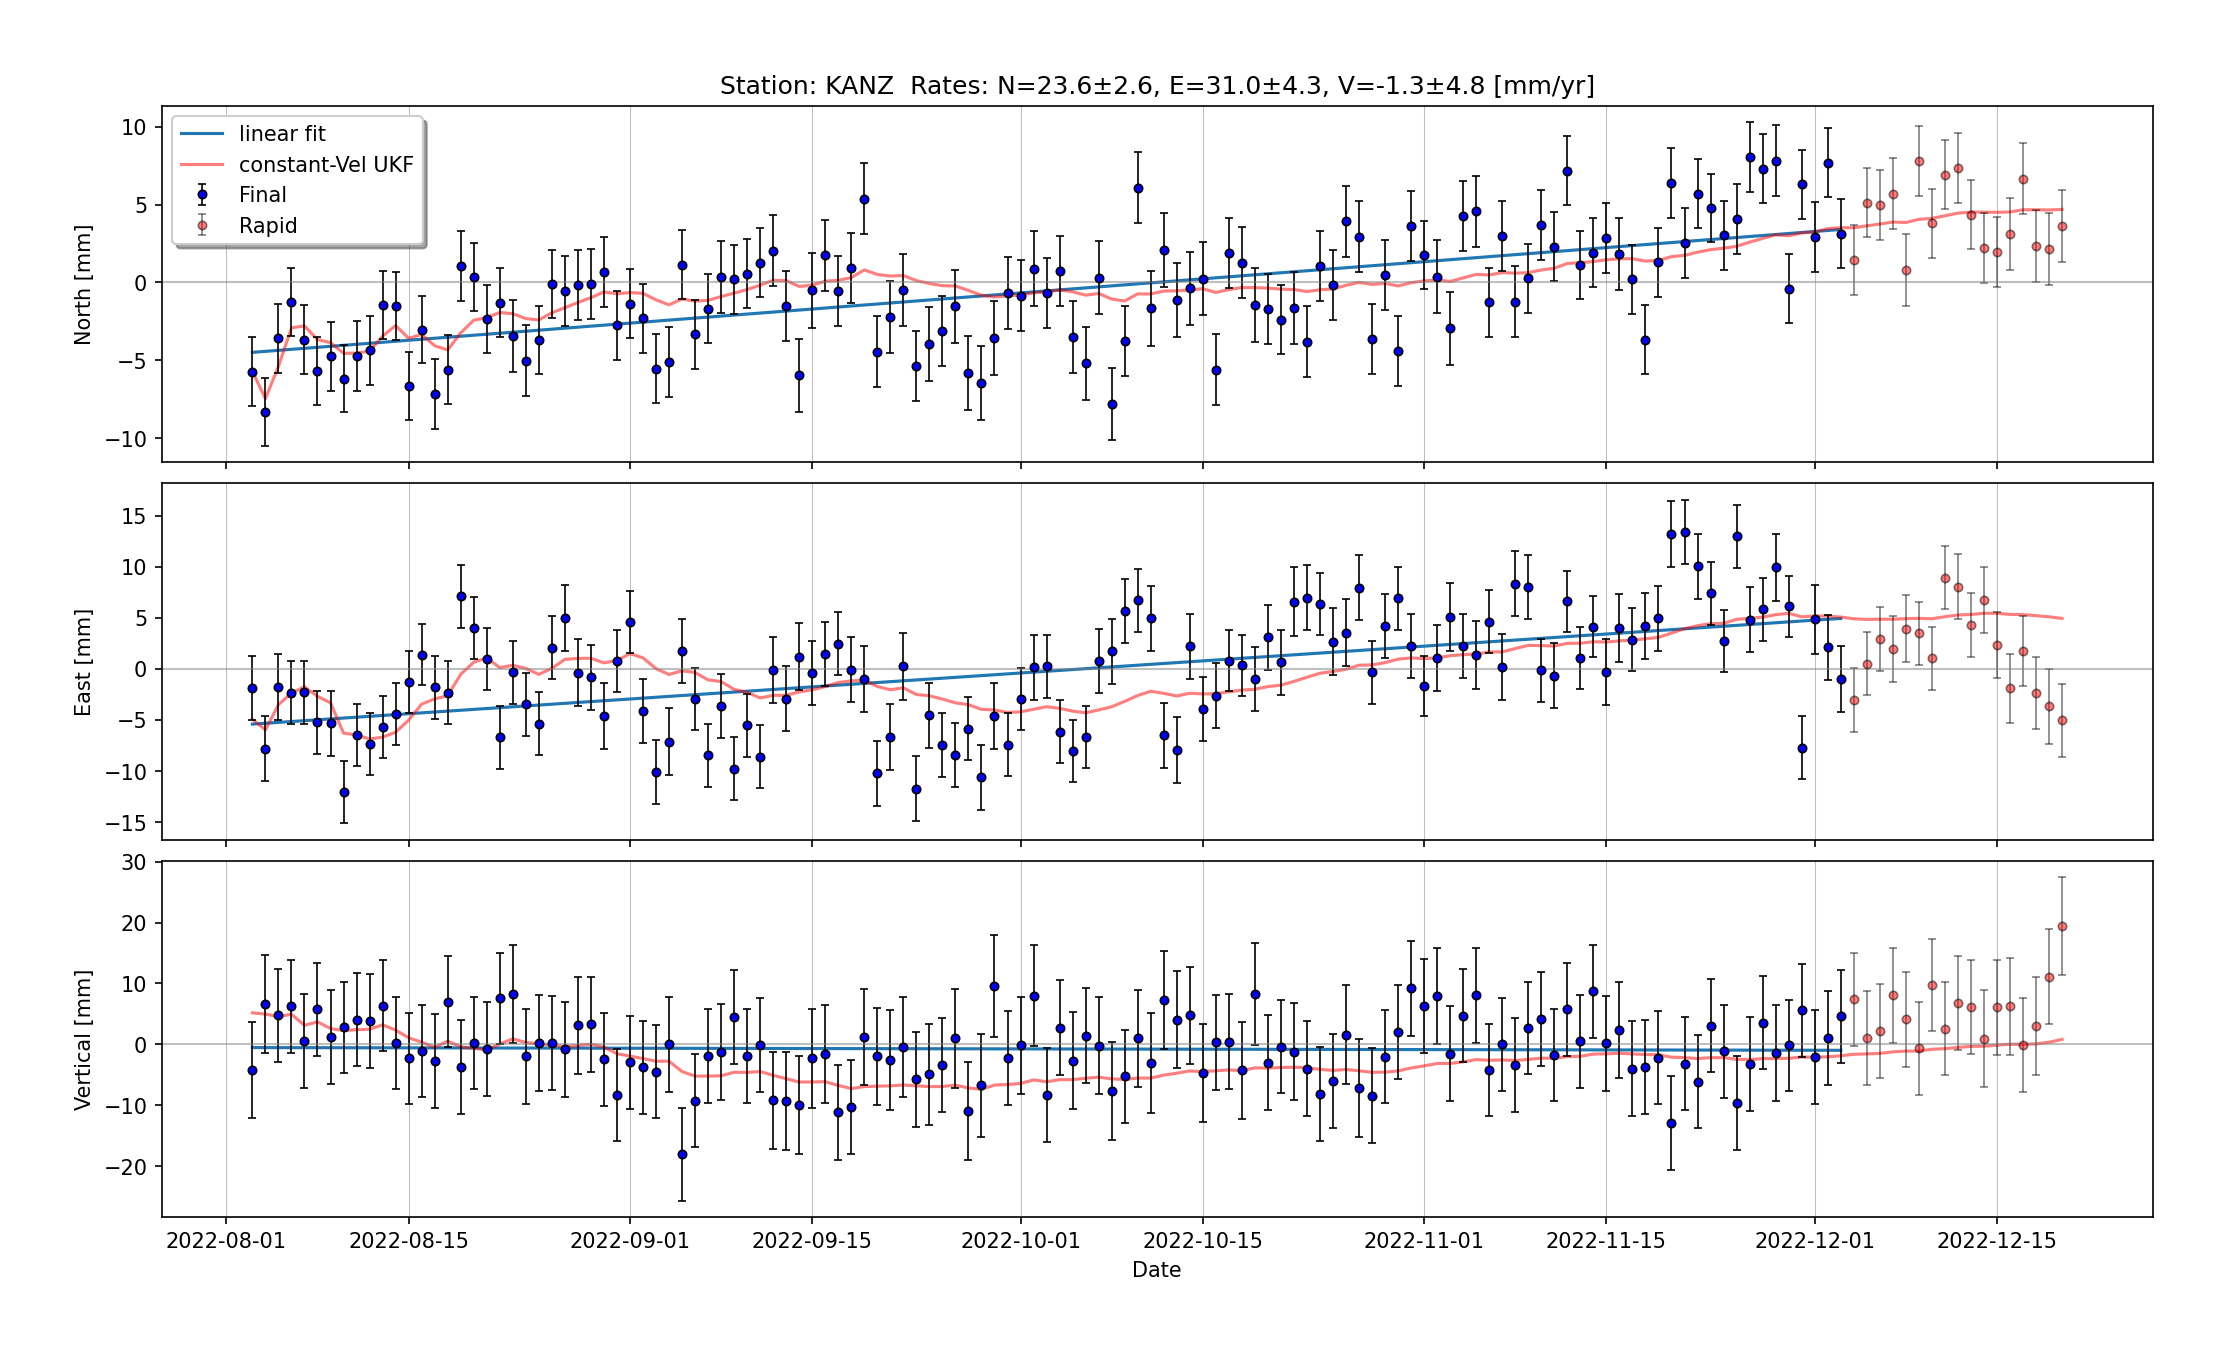 Station: KANZ  Rates: N=23.6±2.6, E=31.0±4.3, V=-1.3±4.8 [mm/yr]
linear fit
constant-Vel UKF
Final
Rapid
North [mm]
10
5
0
−5
−10
East [mm]
15
10
5
0
−5
−10
−15
Vertical [mm]
30
20
10
0
−10
−20
2022-08-01 2022-08-15 2022-09-01 2022-09-15 2022-10-01 2022-10-15 2022-11-01 2022-11-15 2022-12-01 2022-12-15
Date